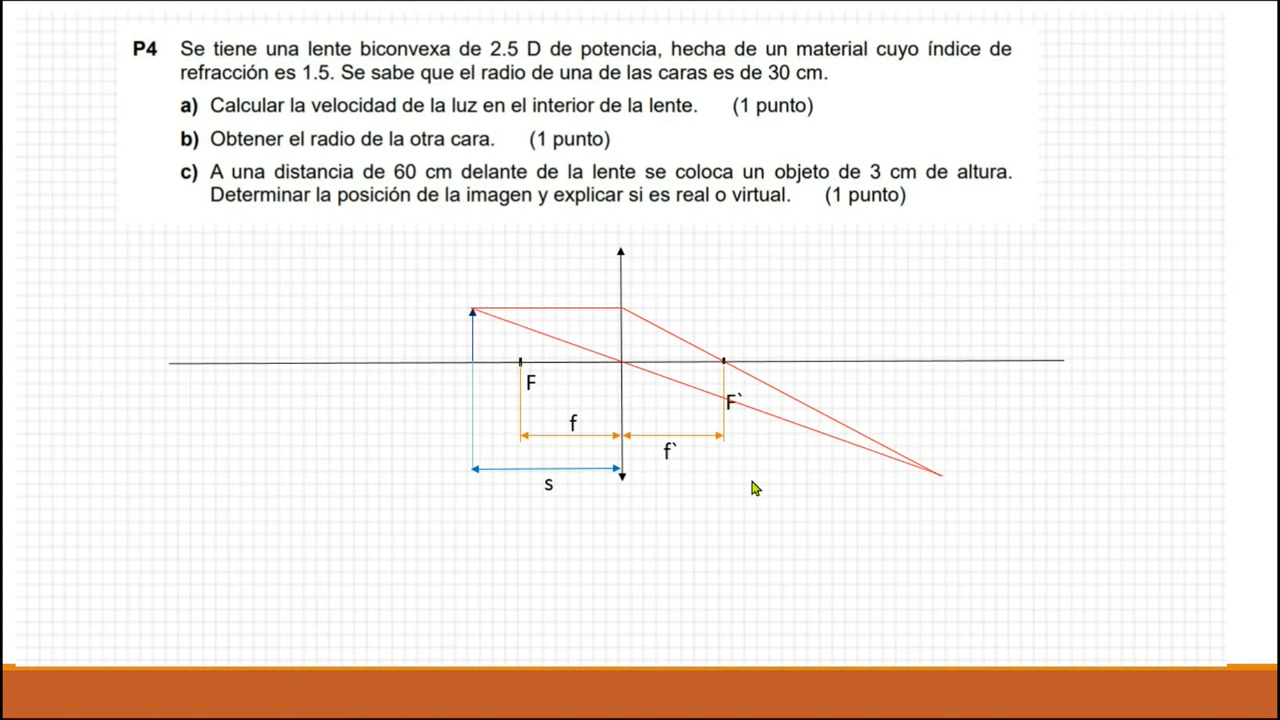 P4 Se tiene una lente biconvexa de 2.5 D de potencia, hecha de un material cuyo índice de
refracción es 1.5. Se sabe que el radio de una de las caras es de 30 cm.
a) Calcular la velocidad de la luz en el interior de la lente. (1 punto)
b) Obtener el radio de la otra cara. (1 punto)
c) A una distancia de 60 cm delante de la lente se coloca un objeto de 3 cm de altura.
Determinar la posición de la imagen y explicar si es real o virtual. (1 punto)
F
F`
f
f`
s